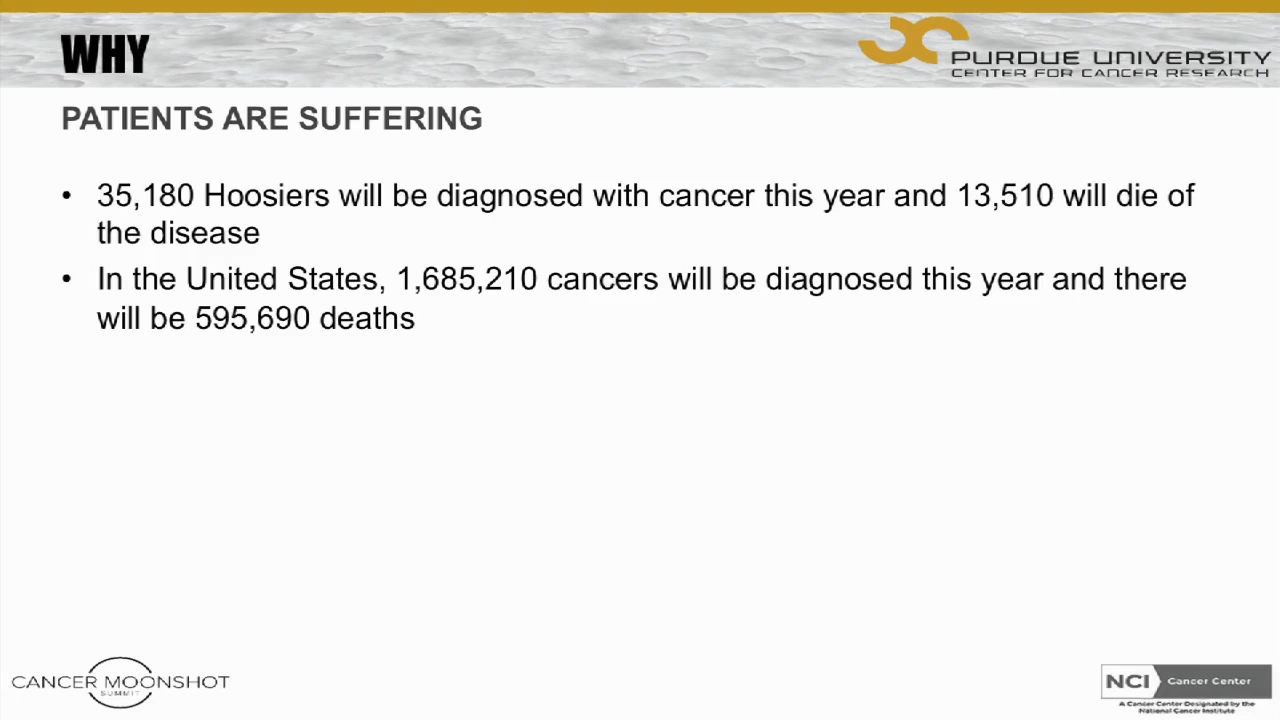 WHY
PURDUE UNIVERSITY
CENTER FOR CANCER RESEARCH
PATIENTS ARE SUFFERING
• 35,180 Hoosiers will be diagnosed with cancer this year and 13,510 will die of
the disease
• In the United States, 1,685,210 cancers will be diagnosed this year and there
will be 595,690 deaths
CANCER MOONSHOT
SUMMIT
NCI Cancer Center
A Cancer Center Designated by the
National Cancer Institute